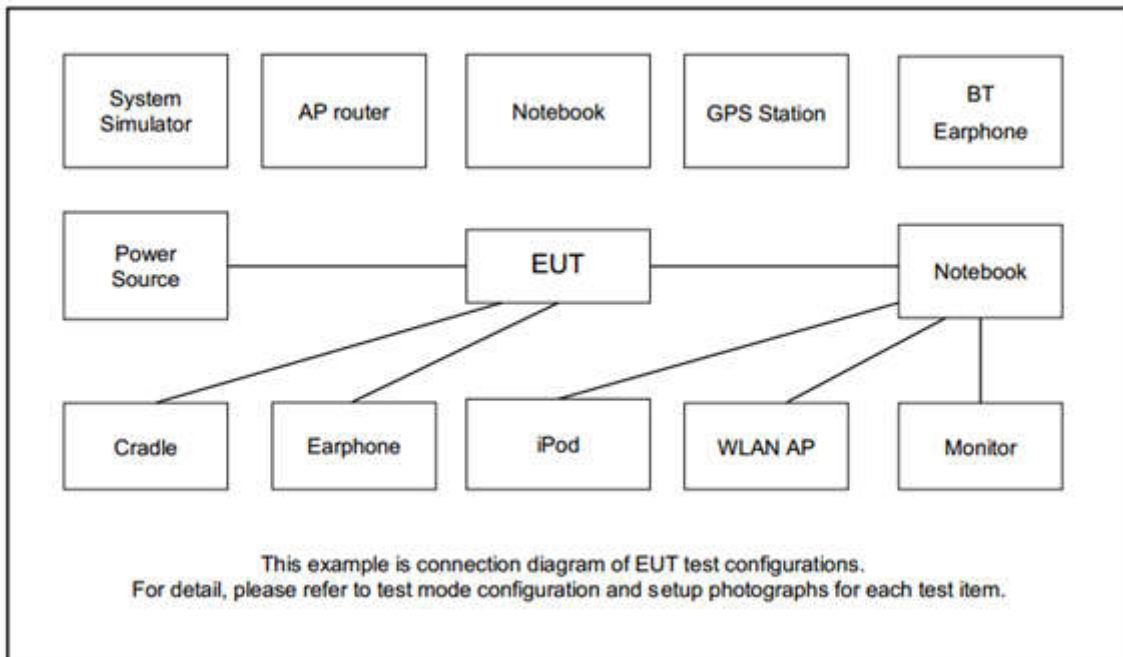 System
Simulator
AP router
Notebook
GPS Station
BT
Earphone
Power
Source
EUT
Notebook
Cradle
Earphone
iPod
WLAN AP
Monitor
This example is connection diagram of EUT test configurations.
For detail, please refer to test mode configuration and setup photographs for each test item.